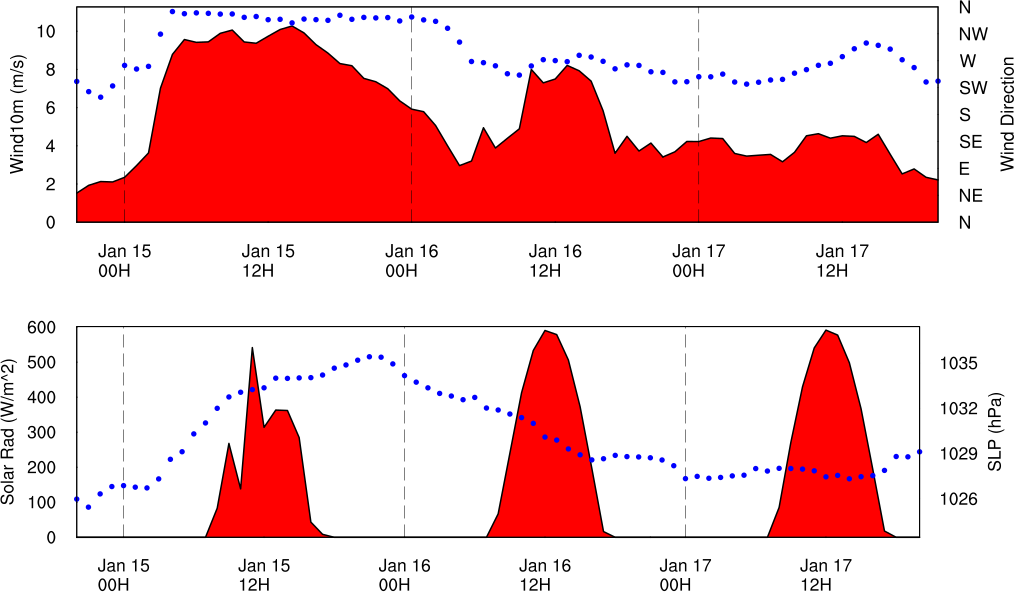 N
10
NW
8
W
SW
6
S
4
SE
E
2
NE
0
N
Wind10m (m/s)
Wind Direction
Jan 15 Jan 15 Jan 16 Jan 16 Jan 17 Jan 17
00H 12H 00H 12H 00H 12H
600
500
1035
400
1032
300
1029
200
100
1026
0
Solar Rad (W/m^2)
SLP (hPa)
Jan 15 Jan 15 Jan 16 Jan 16 Jan 17 Jan 17
00H 12H 00H 12H 00H 12H